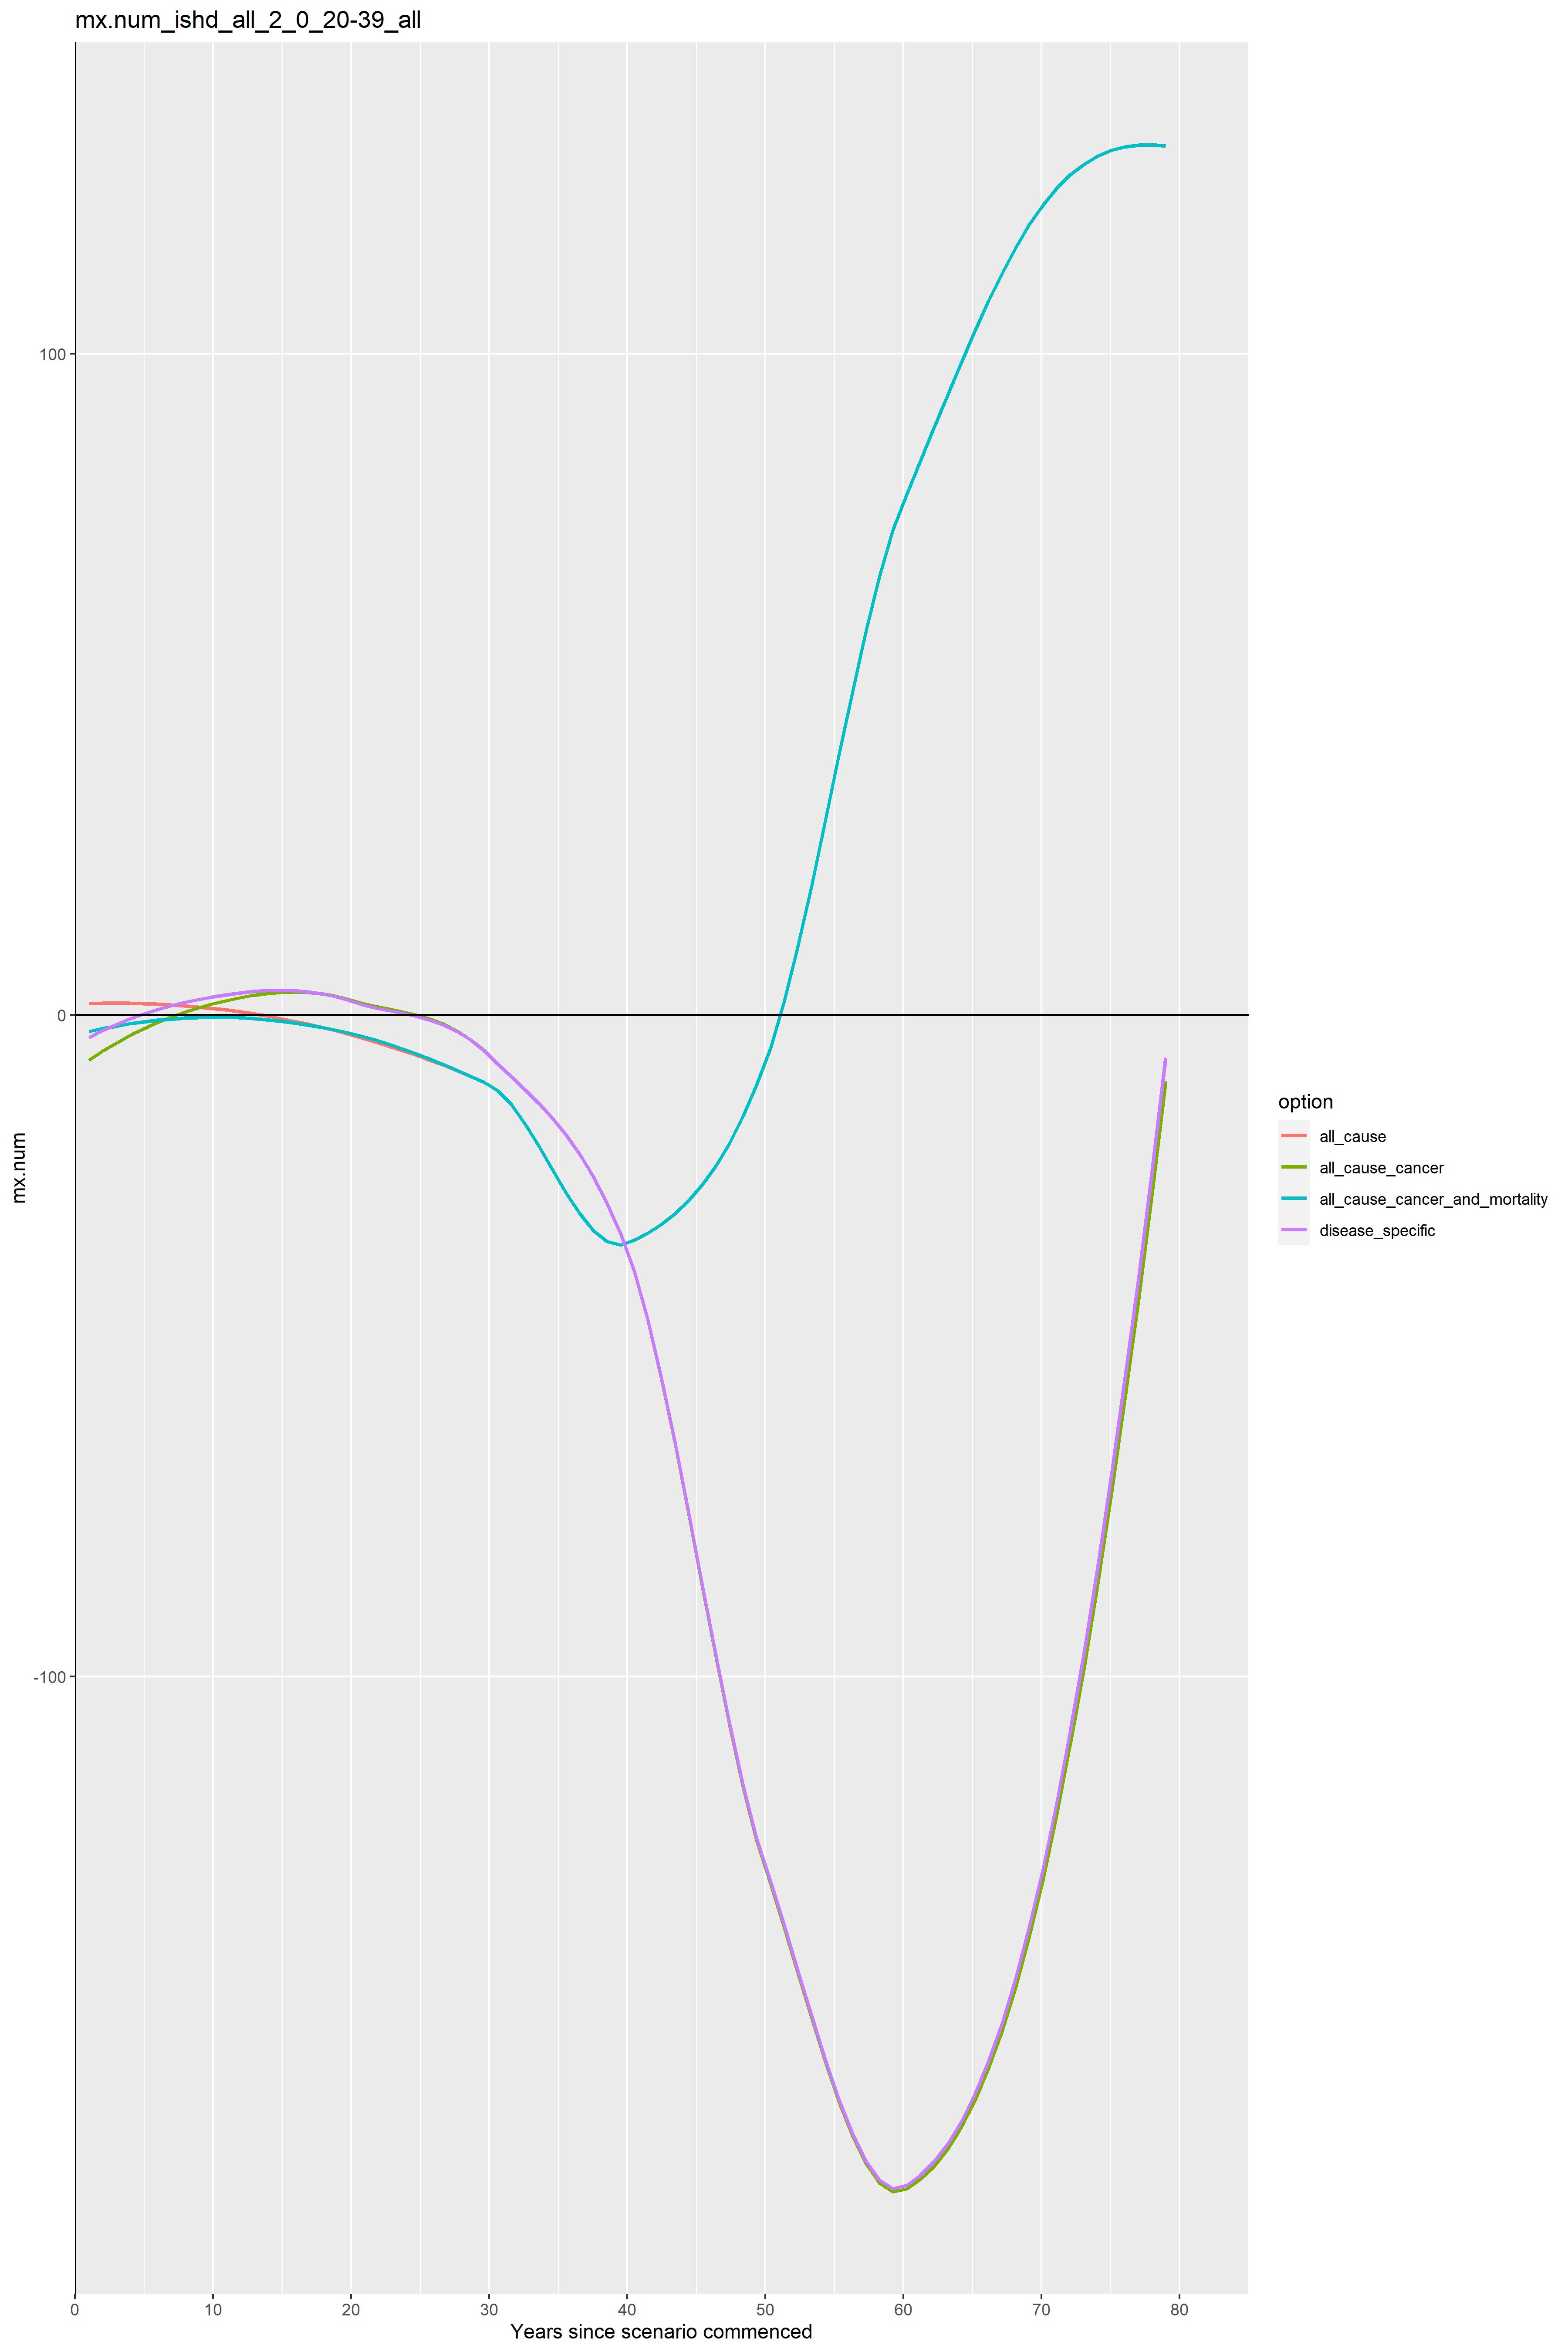 mx.num_ishd_all_2_0_20-39_all
100
0
-100
mx.num
0 10 20 30 40 50 60 70 80
Years since scenario commenced
option
all_cause
all_cause_cancer
all_cause_cancer_and_mortality
disease_specific